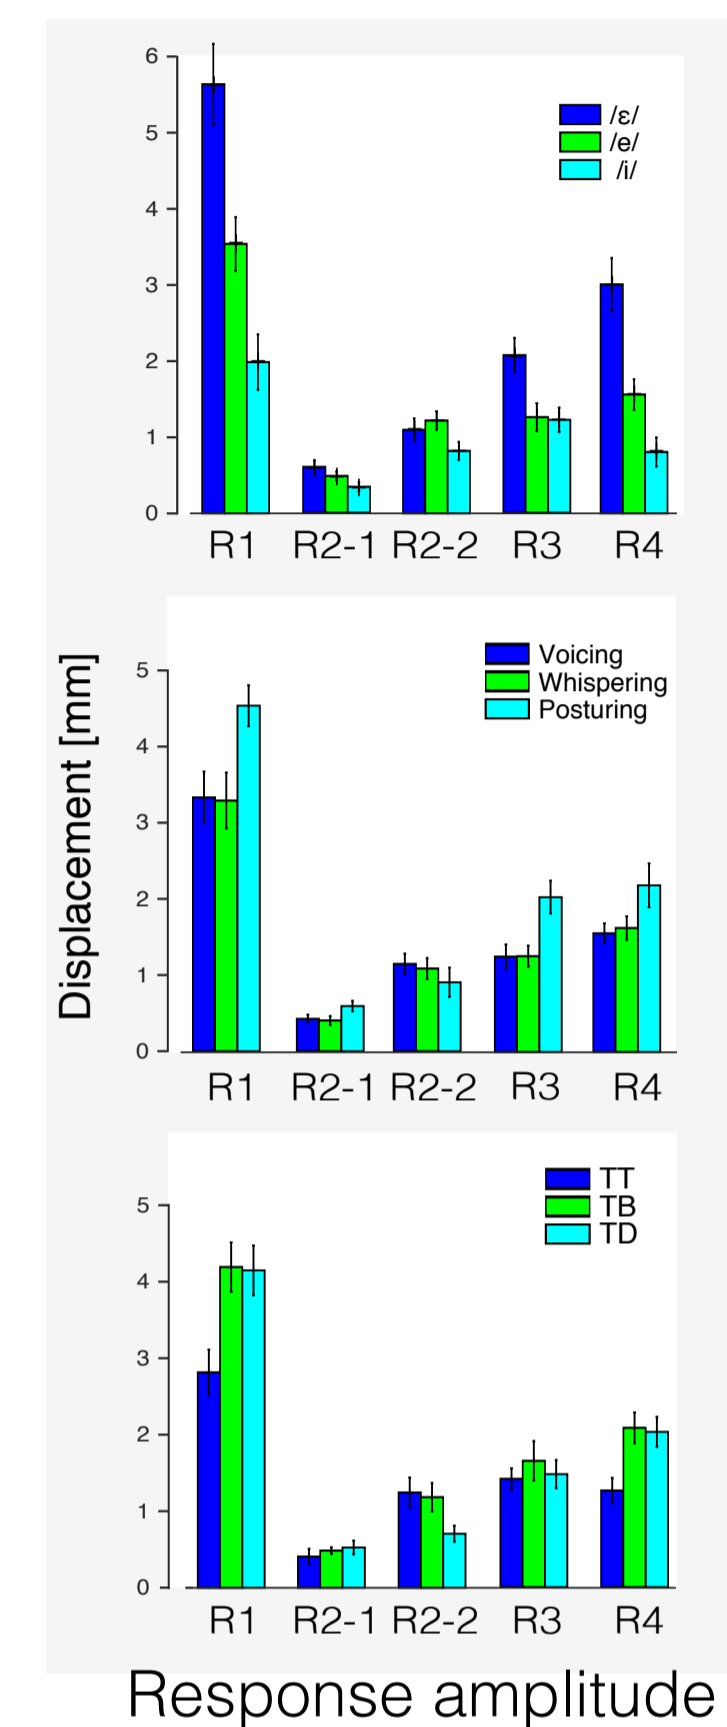 6
5
4
3
2
1
0
/ɛ/
/e/
/i/
R1 R2-1 R2-2 R3 R4
Displacement [mm]
5
4
3
2
1
0
Voicing
Whispering
Posturing
R1 R2-1 R2-2 R3 R4
5
4
3
2
1
0
TT
TB
TD
R1 R2-1 R2-2 R3 R4
Response amplitude